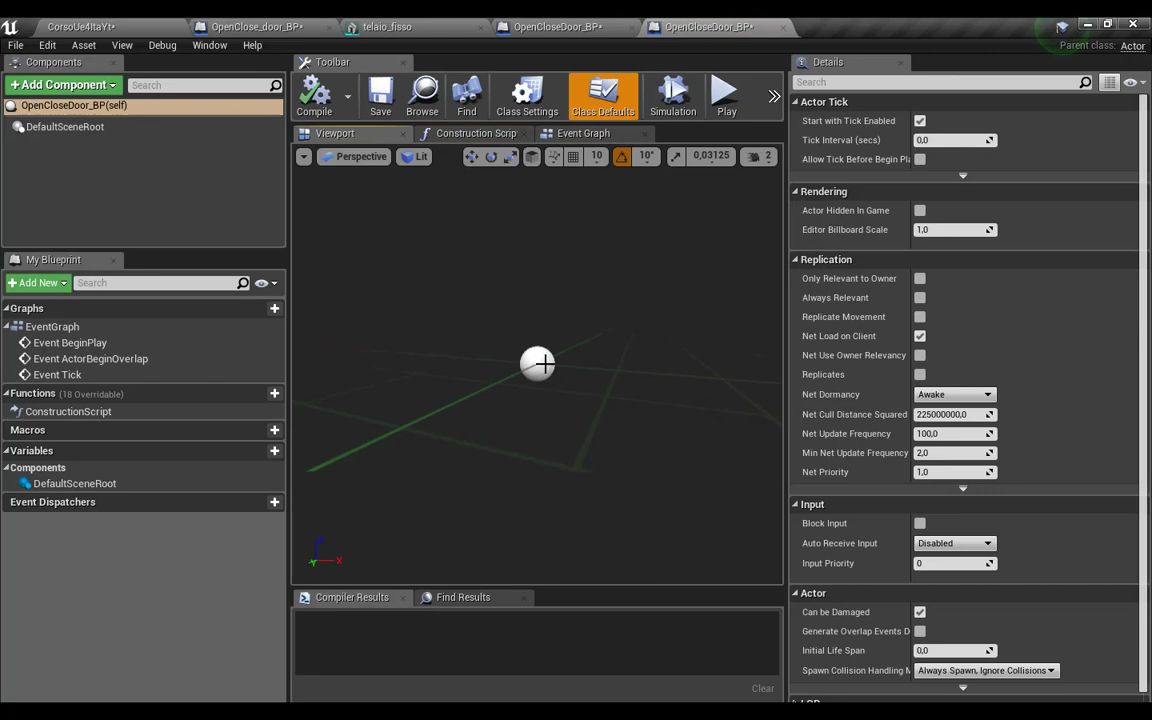 CorsoUe4ItaYt*
OpenClose_door_BP*
telaio_fisso
OpenCloseDoor_BP*
OpenCloseDoor_BP*
File Edit Asset View Debug Window Help
Parent class: Actor
Components
+ Add Component
Search
OpenCloseDoor_BP(self)
DefaultSceneRoot
My Blueprint
+ Add New
Search
Graphs
EventGraph
Event BeginPlay
Event ActorBeginOverlap
Event Tick
Functions (18 Overridable)
ConstructionScript
Macros
Variables
Components
DefaultSceneRoot
Event Dispatchers
Toolbar
Compile
Save
Browse
Find
Class Settings
Class Defaults
Simulation
Play
Viewport
Construction Scrip
Event Graph
Perspective
Lit
10
10°
0,03125
2
X
Compiler Results
Find Results
Clear
Details
Search
Actor Tick
Start with Tick Enabled
Tick Interval (secs) 0,0
Allow Tick Before Begin Pl
Rendering
Actor Hidden In Game
Editor Billboard Scale 1,0
Replication
Only Relevant to Owner
Always Relevant
Replicate Movement
Net Load on Client
Net Use Owner Relevancy
Replicates
Net Dormancy Awake
Net Cull Distance Squared 225000000,0
Net Update Frequency 100,0
Min Net Update Frequency 2,0
Net Priority 1,0
Input
Block Input
Auto Receive Input Disabled
Input Priority 0
Actor
Can be Damaged
Generate Overlap Events D
Initial Life Span 0,0
Spawn Collision Handling M Always Spawn, Ignore Collisions